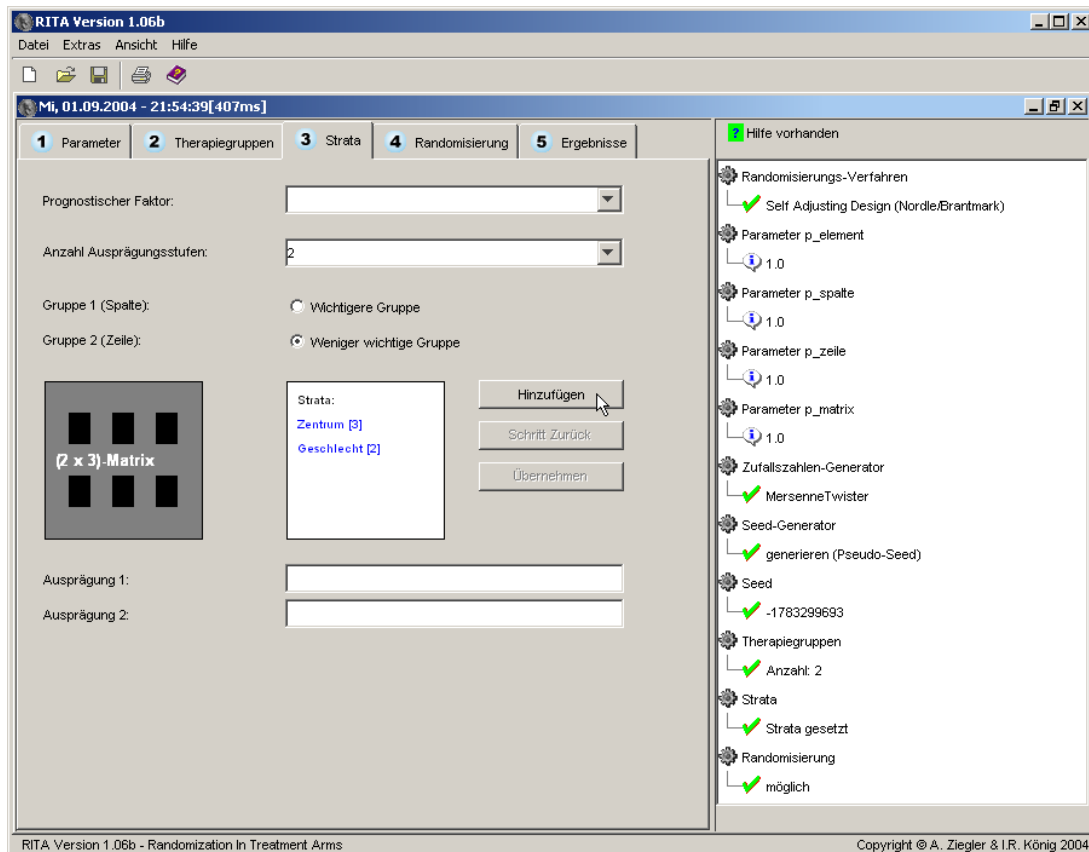 RITA Version 1.06b
Datei Extras Ansicht Hilfe
Mi, 01.09.2004 - 21:54:39[407ms]
1 Parameter 2 Therapiegruppen 3 Strata 4 Randomisierung 5 Ergebnisse
Prognostischer Faktor:
Anzahl Ausprägungsstufen: 2
Gruppe 1 (Spalte): Wichtigere Gruppe
Gruppe 2 (Zeile): Weniger wichtige Gruppe
(2 x 3)-Matrix
Strata:
Zentrum [3]
Geschlecht [2]
Hinzufügen
Schritt Zurück
Übernehmen
Ausprägung 1:
Ausprägung 2:
? Hilfe vorhanden
Randomisierungs-Verfahren
Self Adjusting Design (Nordle/Brantmark)
Parameter p_element
1.0
Parameter p_spalte
1.0
Parameter p_zeile
1.0
Parameter p_matrix
1.0
Zufallszahlen-Generator
MersenneTwister
Seed-Generator
generieren (Pseudo-Seed)
Seed
-1783299693
Therapiegruppen
Anzahl: 2
Strata
Strata gesetzt
Randomisierung
möglich
RITA Version 1.06b - Randomization In Treatment Arms
Copyright © A. Ziegler & I.R. König 2004